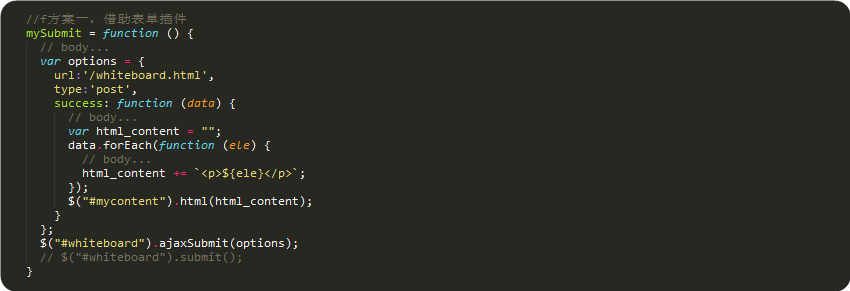 //f方案一. 借助表单插件
mySubmit = function () {
// body...
var options = {
url:'/whiteboard.html',
type:'post',
success: function (data) {
// body...
var html_content = "";
data.forEach(function (ele) {
// body...
html_content += `<p>${ele}</p>`;
});
$("#mycontent").html(html_content);
}
};
$("#whiteboard").ajaxSubmit(options);
// $("#whiteboard").submit();
}